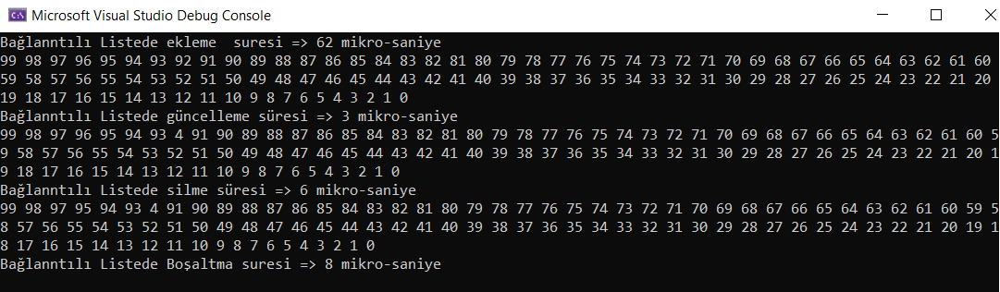 Microsoft Visual Studio Debug Console
Bağlanntılı Listede ekleme  suresi => 62 mikro-saniye
99 98 97 96 95 94 93 92 91 90 89 88 87 86 85 84 83 82 81 80 79 78 77 76 75 74 73 72 71 70 69 68 67 66 65 64 63 62 61 60
59 58 57 56 55 54 53 52 51 50 49 48 47 46 45 44 43 42 41 40 39 38 37 36 35 34 33 32 31 30 29 28 27 26 25 24 23 22 21 20
19 18 17 16 15 14 13 12 11 10 9 8 7 6 5 4 3 2 1 0
Bağlanntılı Listede güncelleme süresi => 3 mikro-saniye
99 98 97 96 95 94 93 4 91 90 89 88 87 86 85 84 83 82 81 80 79 78 77 76 75 74 73 72 71 70 69 68 67 66 65 64 63 62 61 60 5
9 58 57 56 55 54 53 52 51 50 49 48 47 46 45 44 43 42 41 40 39 38 37 36 35 34 33 32 31 30 29 28 27 26 25 24 23 22 21 20 1
9 18 17 16 15 14 13 12 11 10 9 8 7 6 5 4 3 2 1 0
Bağlanntılı Listede silme süresi => 6 mikro-saniye
99 98 97 95 94 93 4 91 90 89 88 87 86 85 84 83 82 81 80 79 78 77 76 75 74 73 72 71 70 69 68 67 66 65 64 63 62 61 60 59 5
8 57 56 55 54 53 52 51 50 49 48 47 46 45 44 43 42 41 40 39 38 37 36 35 34 33 32 31 30 29 28 27 26 25 24 23 22 21 20 19 1
8 17 16 15 14 13 12 11 10 9 8 7 6 5 4 3 2 1 0
Bağlanntılı Listede Boşaltma suresi => 8 mikro-saniye